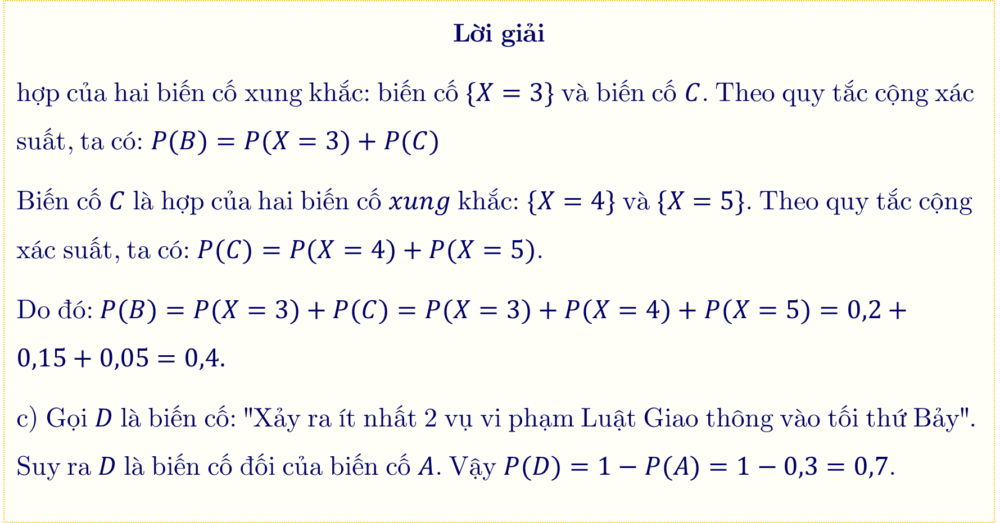 Lời giải
hợp của hai biến cố xung khắc: biến cố {X = 3} và biến cố C. Theo quy tắc cộng xác
suất, ta có: P(B) = P(X = 3) + P(C)
Biến cố C là hợp của hai biến cố xung khắc: {X = 4} và {X = 5}. Theo quy tắc cộng
xác suất, ta có: P(C) = P(X = 4) + P(X = 5).
Do đó: P(B) = P(X = 3) + P(C) = P(X = 3) + P(X = 4) + P(X = 5) = 0,2 +
0,15 + 0,05 = 0,4.
c) Gọi D là biến cố: "Xảy ra ít nhất 2 vụ vi phạm Luật Giao thông vào tối thứ Bảy".
Suy ra D là biến cố đối của biến cố A. Vậy P(D) = 1 − P(A) = 1 − 0,3 = 0,7.